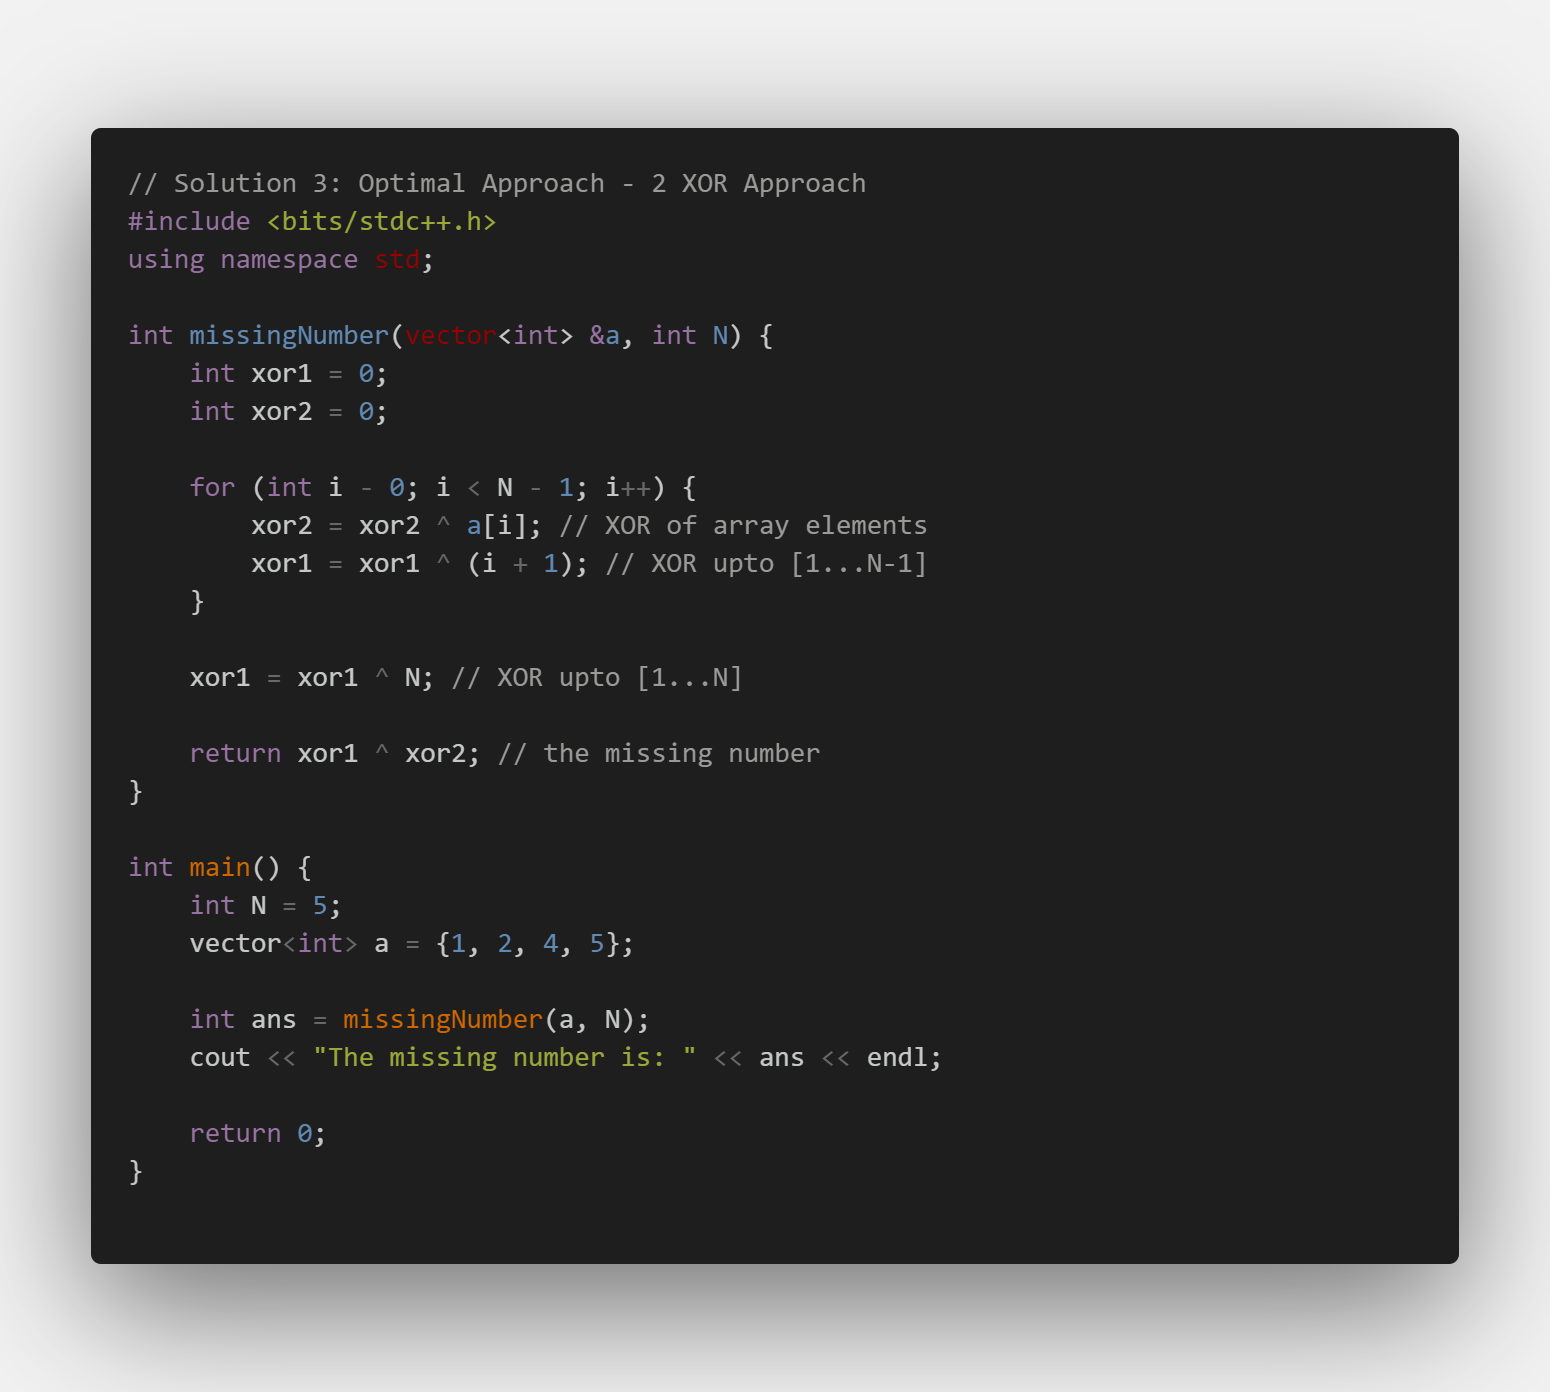 // Solution 3: Optimal Approach - 2 XOR Approach
#include <bits/stdc++.h>
using namespace std;

int missingNumber(vector<int> &a, int N) {
    int xor1 = 0;
    int xor2 = 0;

    for (int i - 0; i < N - 1; i++) {
        xor2 = xor2 ^ a[i]; // XOR of array elements
        xor1 = xor1 ^ (i + 1); // XOR upto [1...N-1]
    }

    xor1 = xor1 ^ N; // XOR upto [1...N]

    return xor1 ^ xor2; // the missing number
}

int main() {
    int N = 5;
    vector<int> a = {1, 2, 4, 5};

    int ans = missingNumber(a, N);
    cout << "The missing number is: " << ans << endl;

    return 0;
}